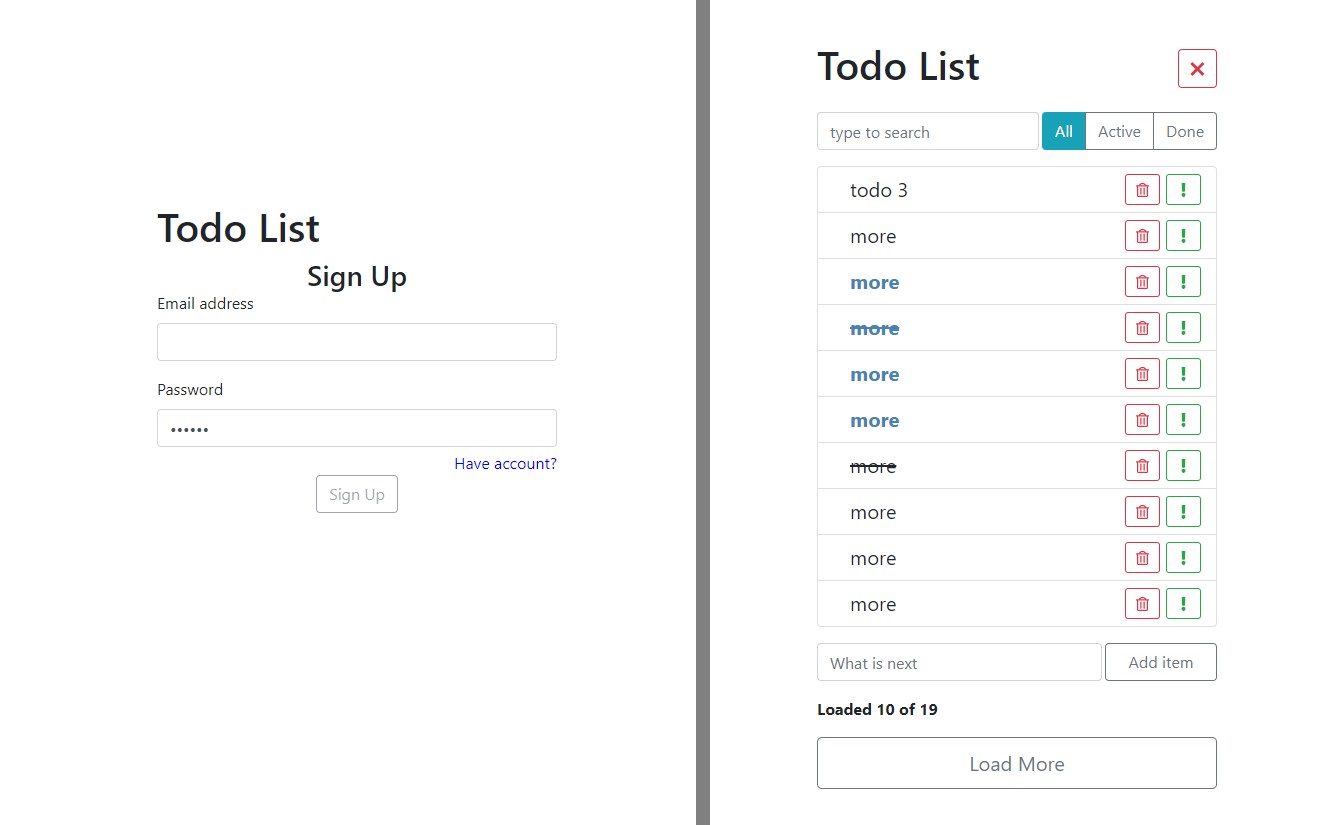 Todo List
Sign Up
Email address
Password
••••••
Have account?
Sign Up
Todo List
type to search All Active Done
todo 3
more
more
more
more
more
more
more
more
more
What is next Add item
Loaded 10 of 19
Load More